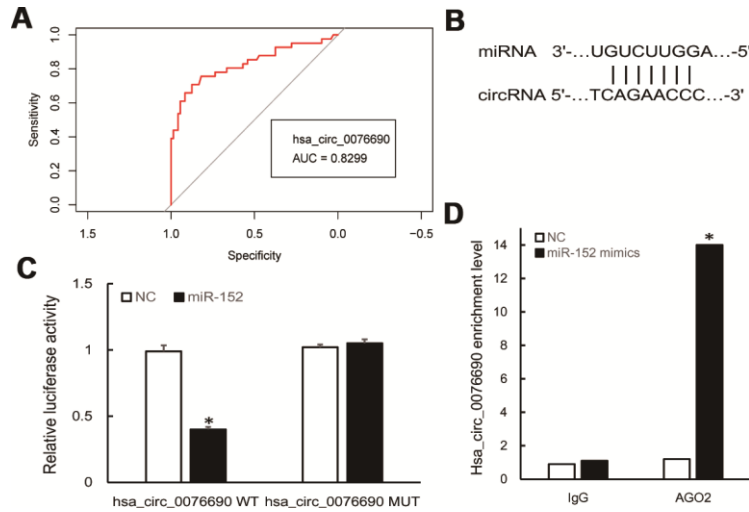 A
Sensitivity
1.0
0.8
0.6
0.4
0.2
0.0
hsa_circ_0076690
AUC = 0.8299
1.5
1.0
0.5
0.0
−0.5
Specificity
B
miRNA 3'-...UGUCUUGGA...-5'
circRNA 5'-...TCAGAACCC...-3'
C
Relative luciferase activity
NC
miR-152
1.5
1
0.5
0
*
hsa_circ_0076690 WT
hsa_circ_0076690 MUT
D
Hsa_circ_0076690 enrichment level
NC
miR-152 mimics
*
14
12
10
8
6
4
2
0
IgG
AGO2